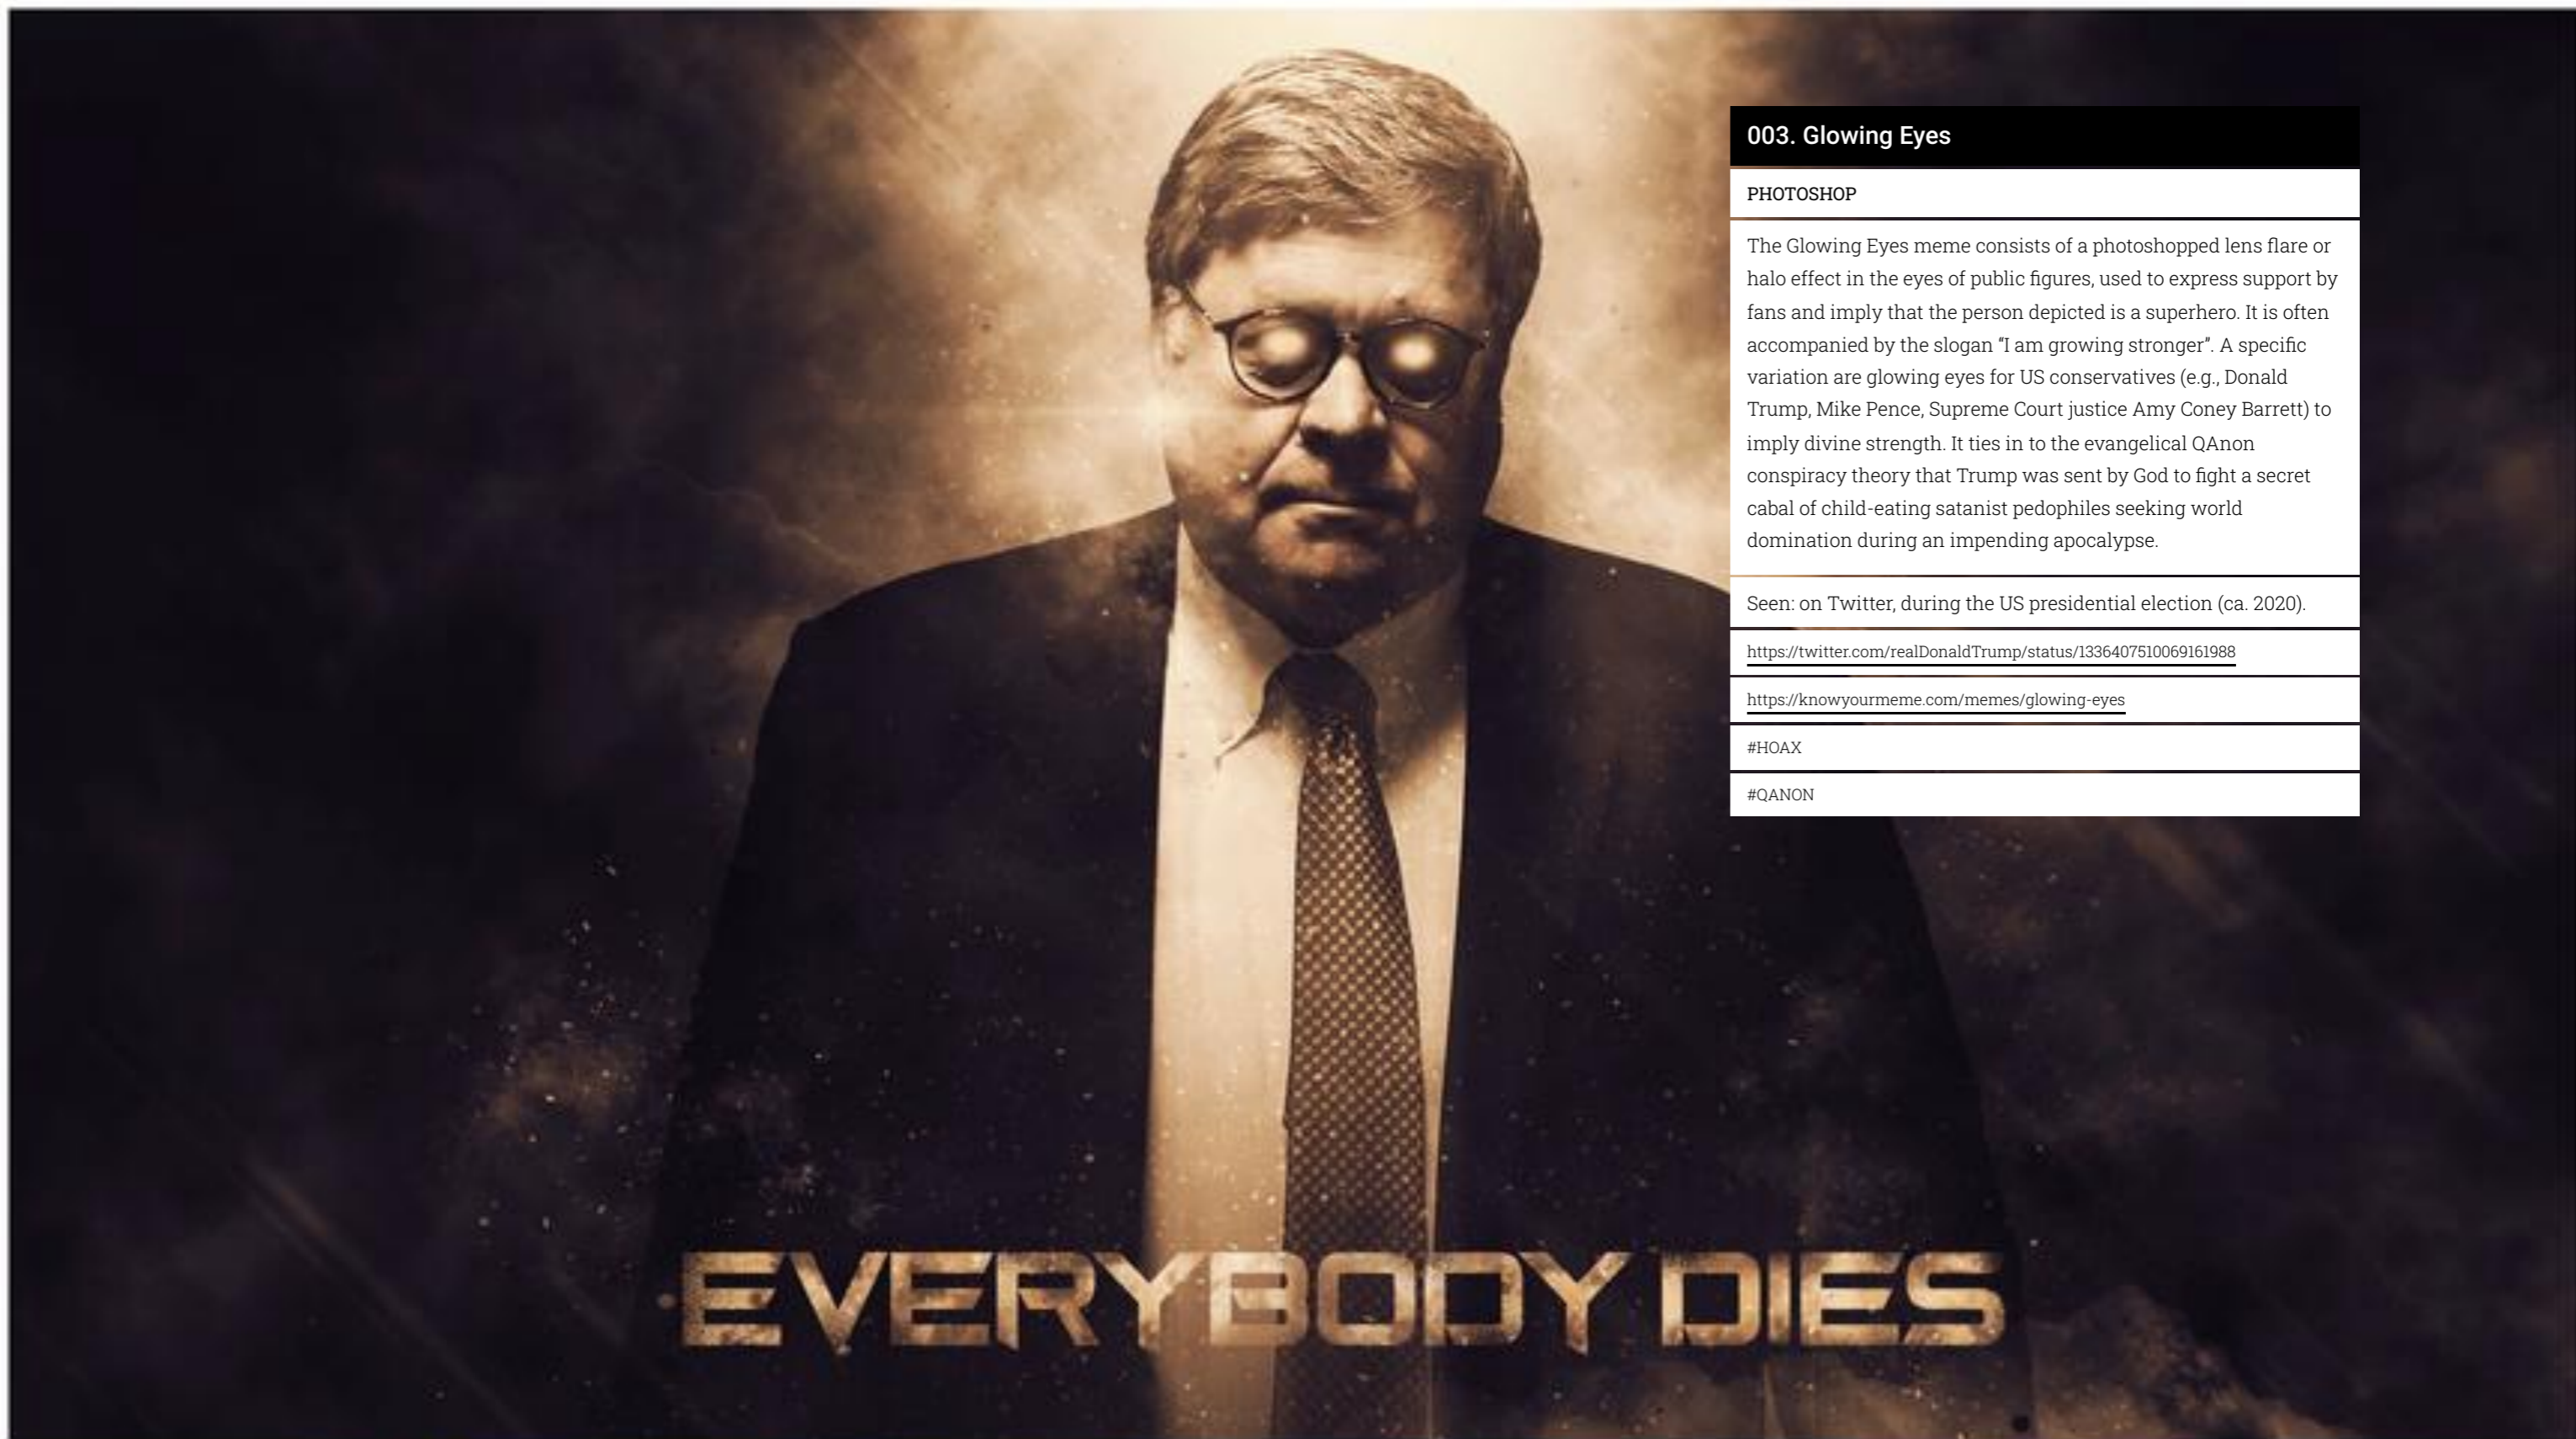 003. Glowing Eyes
PHOTOSHOP
The Glowing Eyes meme consists of a photoshopped lens flare or
halo effect in the eyes of public figures, used to express support by
fans and imply that the person depicted is a superhero. It is often
accompanied by the slogan “I am growing stronger”. A specific
variation are glowing eyes for US conservatives (e.g., Donald
Trump, Mike Pence, Supreme Court justice Amy Coney Barrett) to
imply divine strength. It ties in to the evangelical QAnon
conspiracy theory that Trump was sent by God to fight a secret
cabal of child-eating satanist pedophiles seeking world
domination during an impending apocalypse.
Seen: on Twitter, during the US presidential election (ca. 2020).
https://twitter.com/realDonaldTrump/status/1336407510069161988
https://knowyourmeme.com/memes/glowing-eyes
#HOAX
#QANON
EVERYBODY DIES